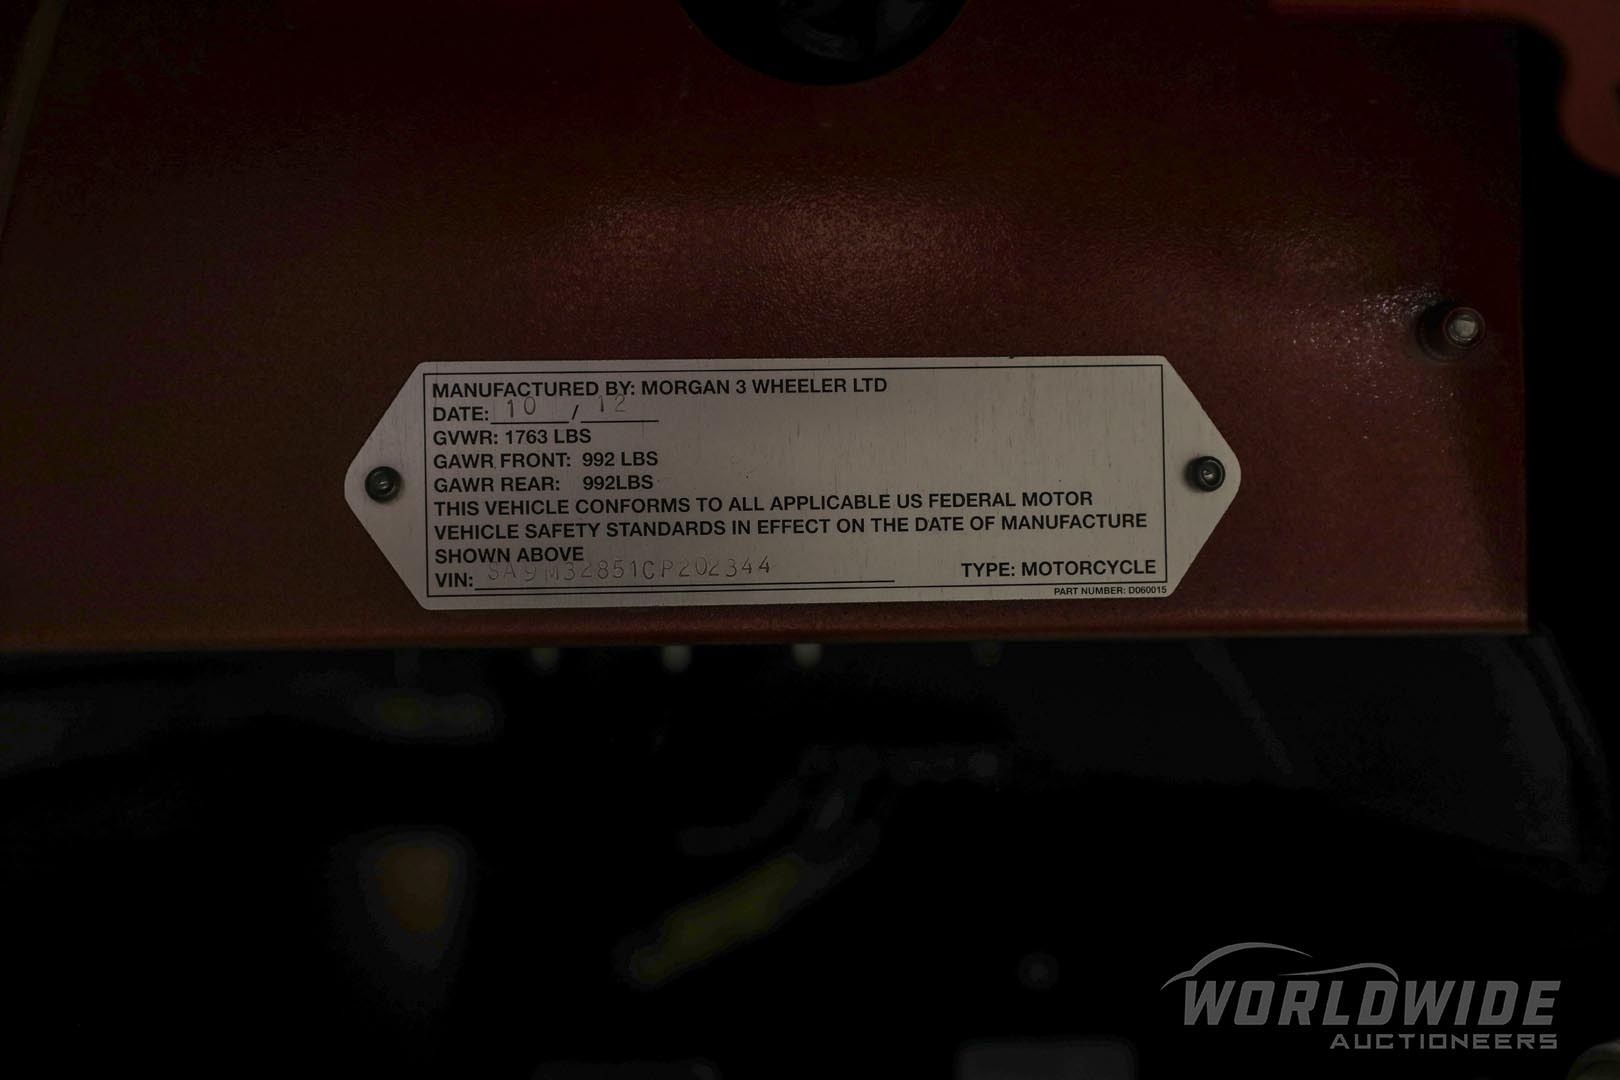 MANUFACTURED BY: MORGAN 3 WHEELER LTD
DATE: 10 / 12
GVWR: 1763 LBS
GAWR FRONT: 992 LBS
GAWR REAR: 992LBS
THIS VEHICLE CONFORMS TO ALL APPLICABLE US FEDERAL MOTOR
VEHICLE SAFETY STANDARDS IN EFFECT ON THE DATE OF MANUFACTURE
SHOWN ABOVE
VIN: SA9M32851CP202344 TYPE: MOTORCYCLE
PART NUMBER: D060015
WORLDWIDE
AUCTIONEERS